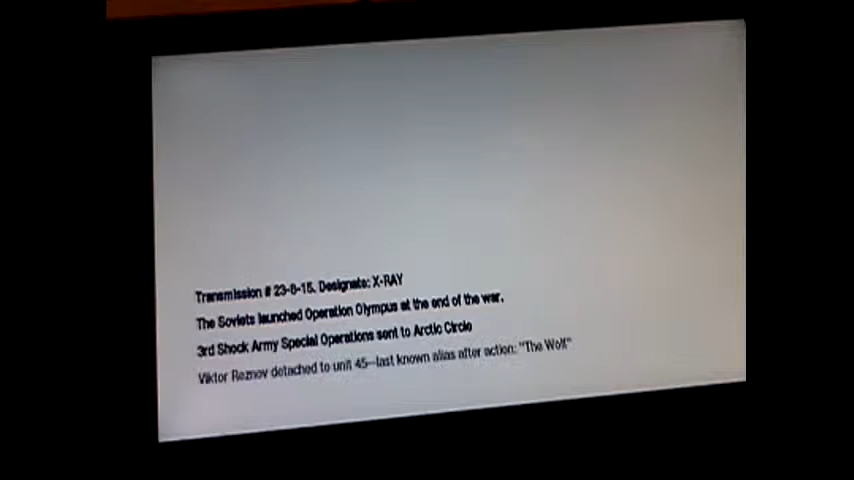 Transmission # 23-8-15. Designate: X-RAY
The Soviets launched Operation Olympus at the end of the war.
3rd Shock Army Special Operations sent to Arctic Circle
Viktor Reznov detached to unit 45—last known alias after action: "The Wolf"